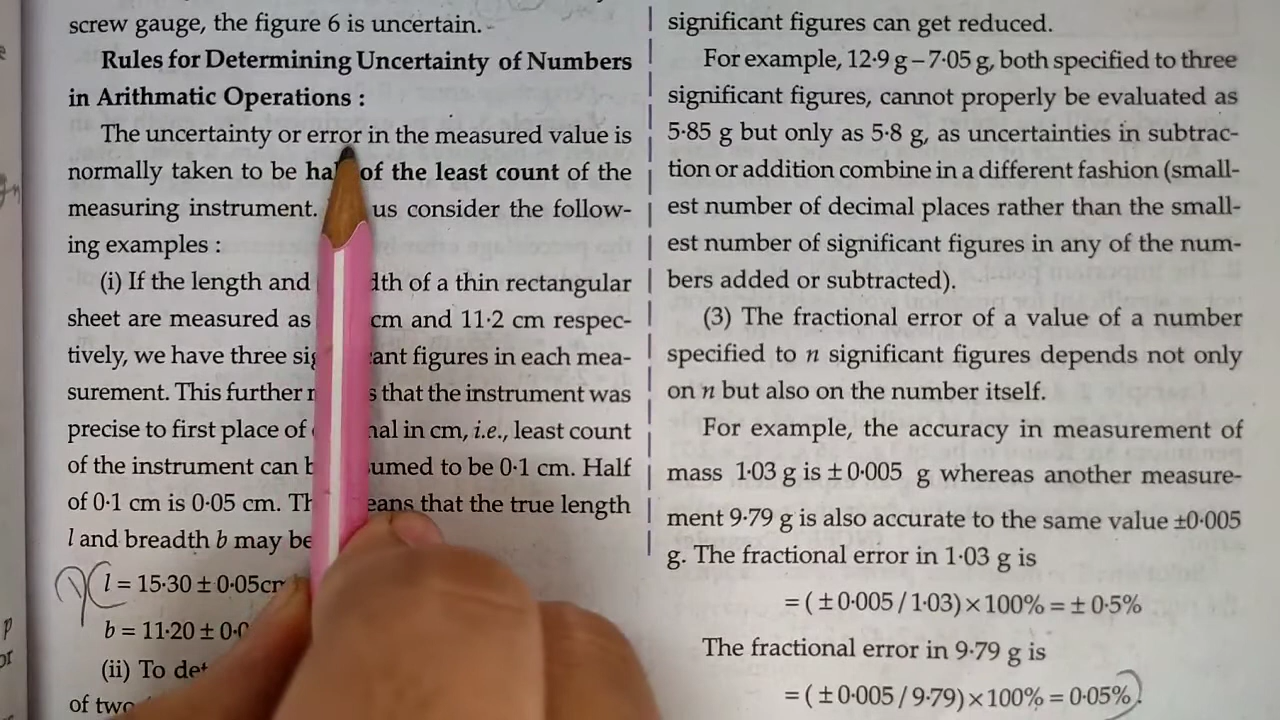 screw gauge, the figure 6 is uncertain.
Rules for Determining Uncertainty of Numbers
in Arithmatic Operations :
The uncertainty or error in the measured value is
normally taken to be of the least count of the
measuring instrument. us consider the follow-
ing examples :
(i) If the length and of a thin rectangular
sheet are measured as cm and 11·2 cm respec-
tively, we have three figures in each mea-
surement. This further that the instrument was
precise to first place of in cm, i.e., least count
of the instrument can to be 0·1 cm. Half
of 0·1 cm is 0·05 cm. that the true length
l and breadth b may be
l = 15·30 ± 0·05
b = 11·20 ±
(ii) To
of two
significant figures can get reduced.
For example, 12·9 g – 7·05 g, both specified to three
significant figures, cannot properly be evaluated as
5·85 g but only as 5·8 g, as uncertainties in subtrac-
tion or addition combine in a different fashion (small-
est number of decimal places rather than the small-
est number of significant figures in any of the num-
bers added or subtracted).
(3) The fractional error of a value of a number
specified to n significant figures depends not only
on n but also on the number itself.
For example, the accuracy in measurement of
mass 1·03 g is ± 0·005 g whereas another measure-
ment 9·79 g is also accurate to the same value ±0·005
g. The fractional error in 1·03 g is
= ( ± 0·005 / 1·03) × 100% = ± 0·5%
The fractional error in 9·79 g is
= ( ± 0·005 / 9·79) × 100% = 0·05%.